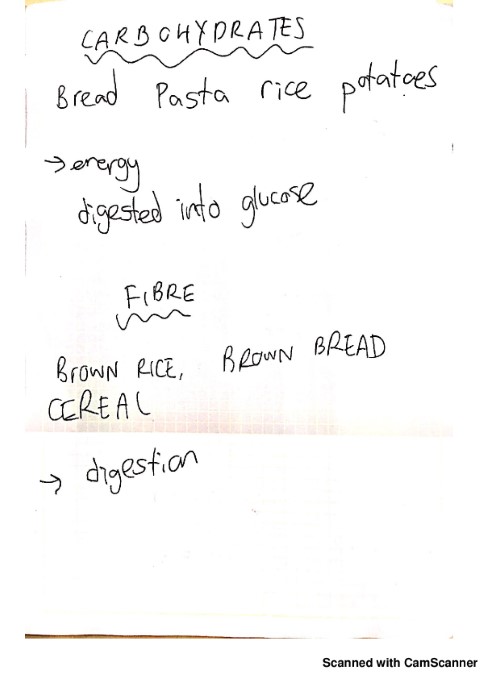 CARBOHYDRATES
Bread Pasta rice potatoes
→ energy
digested into glucose
FIBRE
BROWN RICE, BROWN BREAD
CEREAL
→ digestion
Scanned with CamScanner